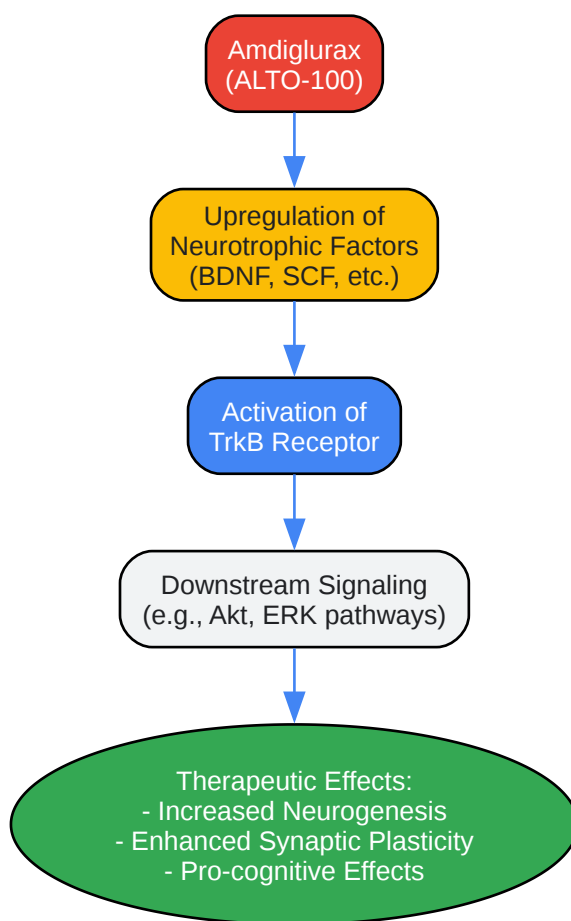 Amdiglurax
(ALTO-100)
Upregulation of
Neurotrophic Factors
(BDNF, SCF, etc.)
Activation of
TrkB Receptor
Downstream Signaling
(e.g., Akt, ERK pathways)
Therapeutic Effects:
- Increased Neurogenesis
- Enhanced Synaptic Plasticity
- Pro-cognitive Effects